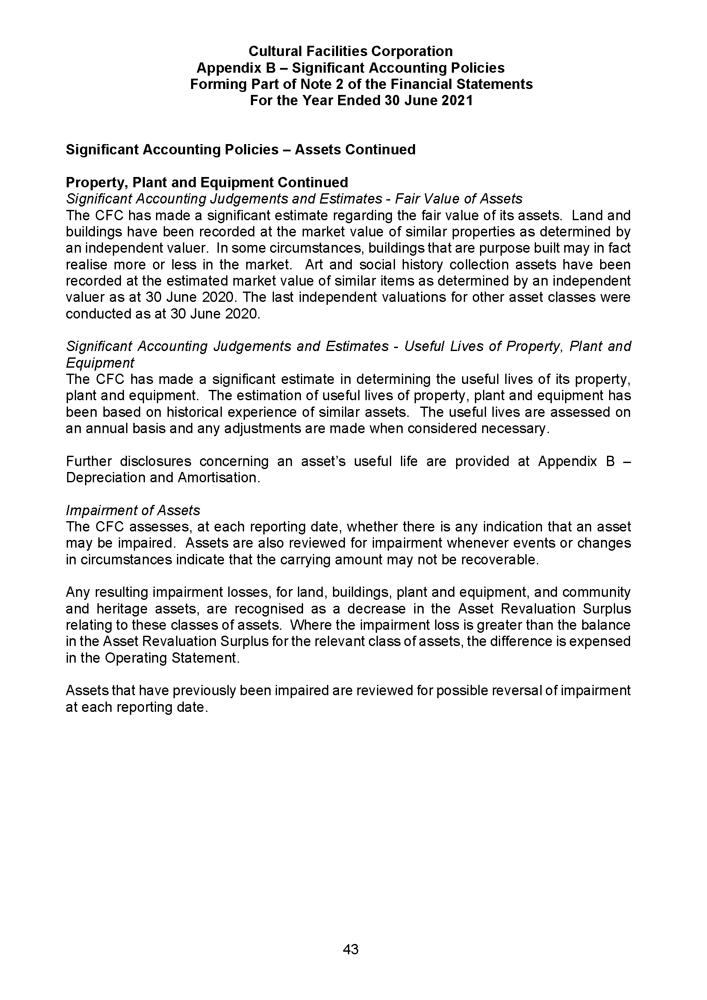 Cultural Facilities Corporation
Appendix B – Significant Accounting Policies
Forming Part of Note 2 of the Financial Statements
For the Year Ended 30 June 2021
Significant Accounting Policies – Assets Continued
Property, Plant and Equipment Continued
Significant Accounting Judgements and Estimates - Fair Value of Assets
The CFC has made a significant estimate regarding the fair value of its assets.  Land and
buildings have been recorded at the market value of similar properties as determined by
an independent valuer.  In some circumstances, buildings that are purpose built may in fact
realise more or less in the market.  Art and social history collection assets have been
recorded at the estimated market value of similar items as determined by an independent
valuer as at 30 June 2020. The last independent valuations for other asset classes were
conducted as at 30 June 2020.
Significant Accounting Judgements and Estimates - Useful Lives of Property, Plant and
Equipment
The CFC has made a significant estimate in determining the useful lives of its property,
plant and equipment.  The estimation of useful lives of property, plant and equipment has
been based on historical experience of similar assets.  The useful lives are assessed on
an annual basis and any adjustments are made when considered necessary.
Further disclosures concerning an asset’s useful life are provided at Appendix B –
Depreciation and Amortisation.
Impairment of Assets
The CFC assesses, at each reporting date, whether there is any indication that an asset
may be impaired.  Assets are also reviewed for impairment whenever events or changes
in circumstances indicate that the carrying amount may not be recoverable.
Any resulting impairment losses, for land, buildings, plant and equipment, and community
and heritage assets, are recognised as a decrease in the Asset Revaluation Surplus
relating to these classes of assets.  Where the impairment loss is greater than the balance
in the Asset Revaluation Surplus for the relevant class of assets, the difference is expensed
in the Operating Statement.
Assets that have previously been impaired are reviewed for possible reversal of impairment
at each reporting date.
43